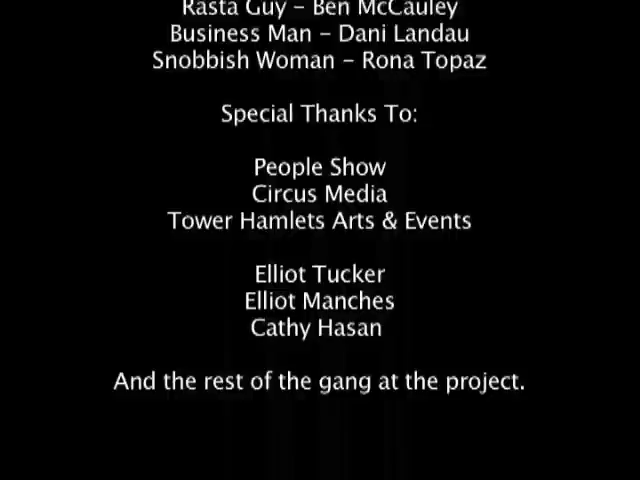 Rasta Guy - Ben McCauley
Business Man - Dani Landau
Snobbish Woman - Rona Topaz
Special Thanks To:
People Show
Circus Media
Tower Hamlets Arts & Events
Elliot Tucker
Elliot Manches
Cathy Hasan
And the rest of the gang at the project.